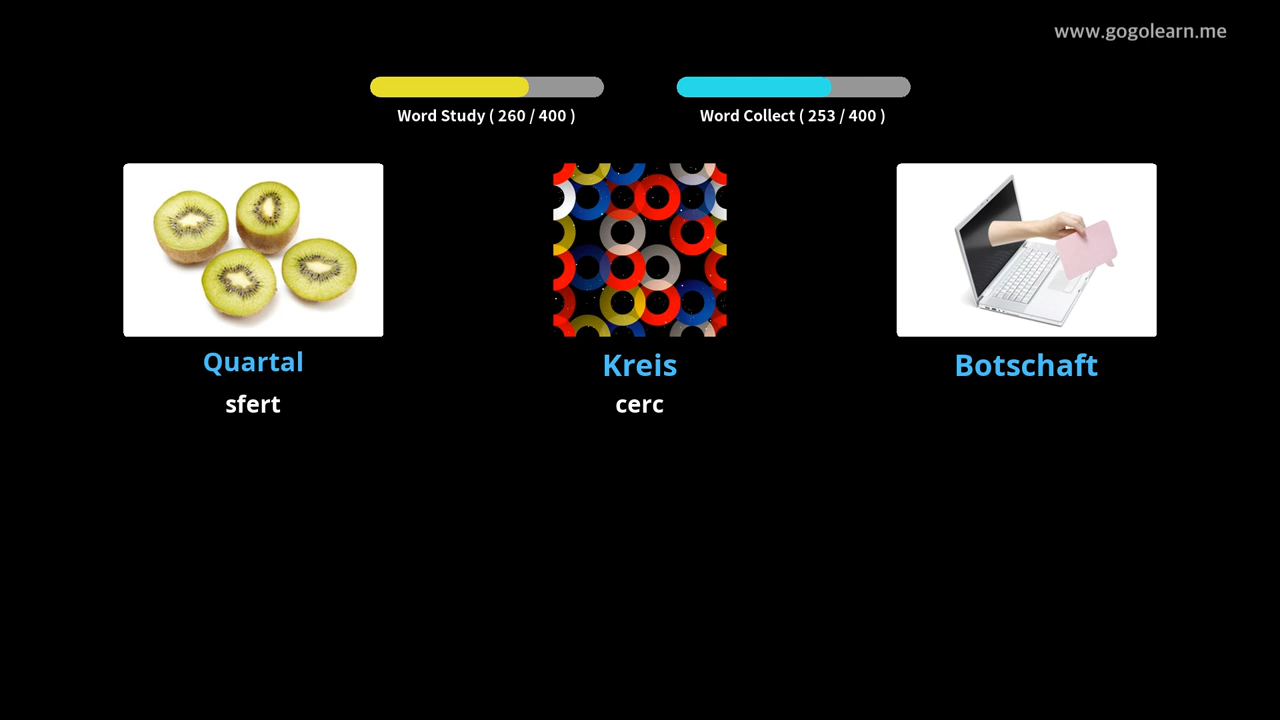 www.gogolearn.me
Word Study ( 260 / 400 )
Word Collect ( 253 / 400 )
Quartal
Kreis
Botschaft
sfert
cerc